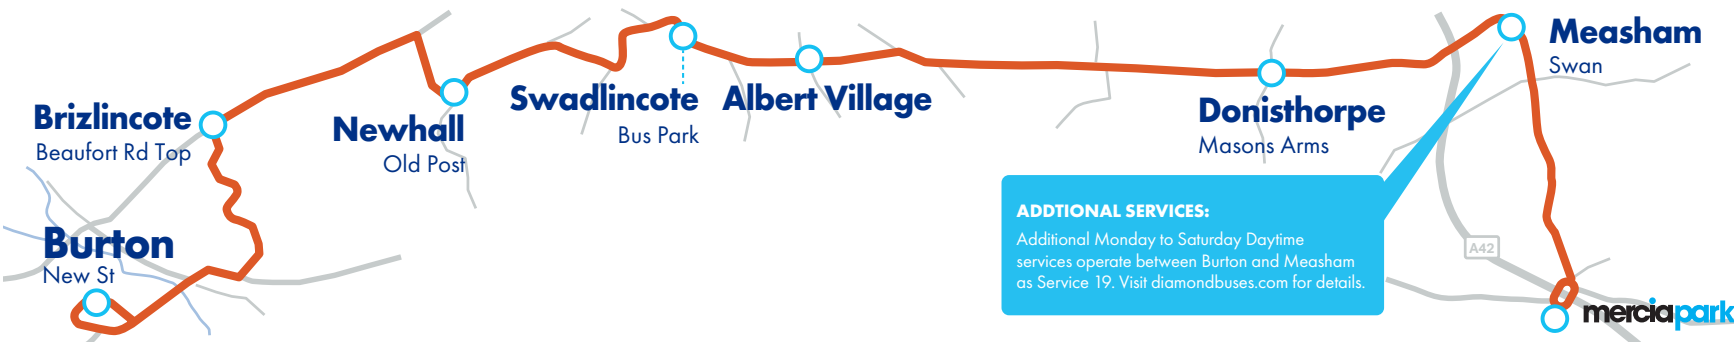 Brizlincote
Beaufort Rd Top
Burton
New St
Newhall
Old Post
Swadlincote
Bus Park
Albert Village
Donisthorpe
Masons Arms
Measham
Swan
ADDTIONAL SERVICES:
Additional Monday to Saturday Daytime
services operate between Burton and Measham
as Service 19. Visit diamondbuses.com for details.
A42
merciapark